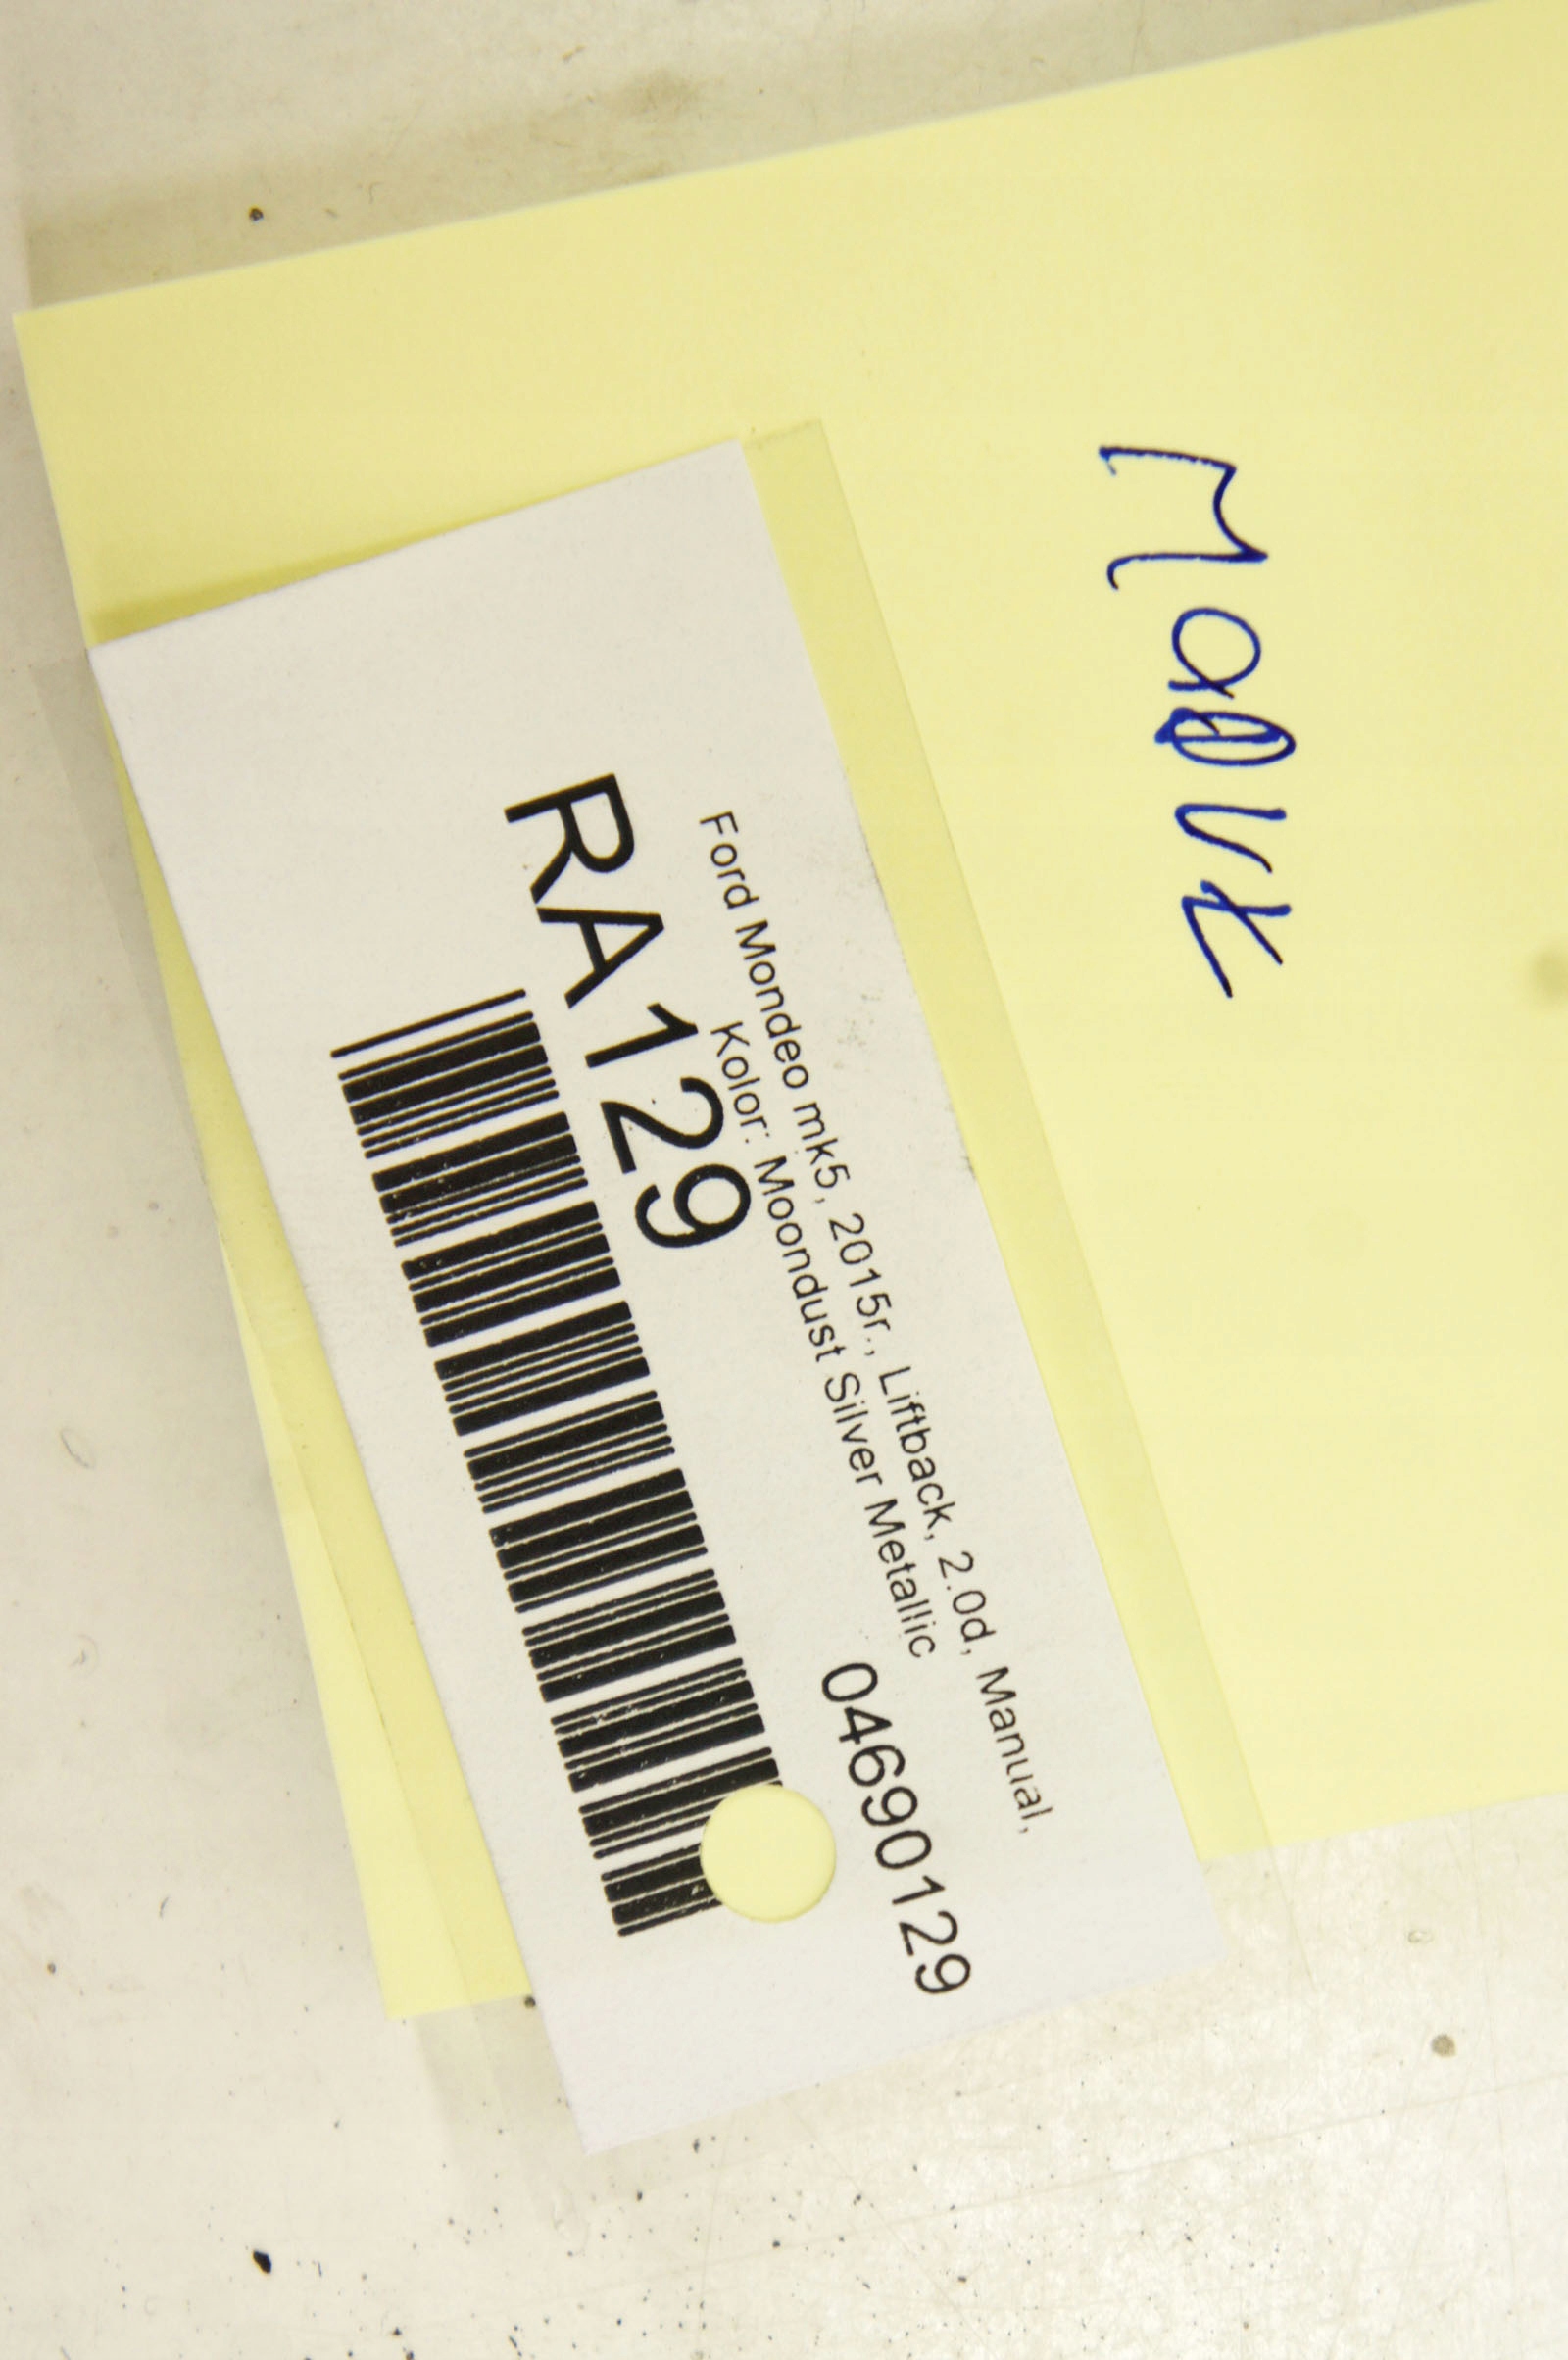 Ford Mondeo mk5, 2015r., Liftback, 2.0d, Manual,
Kolor: Moondust Silver Metallic
RA129
04690129